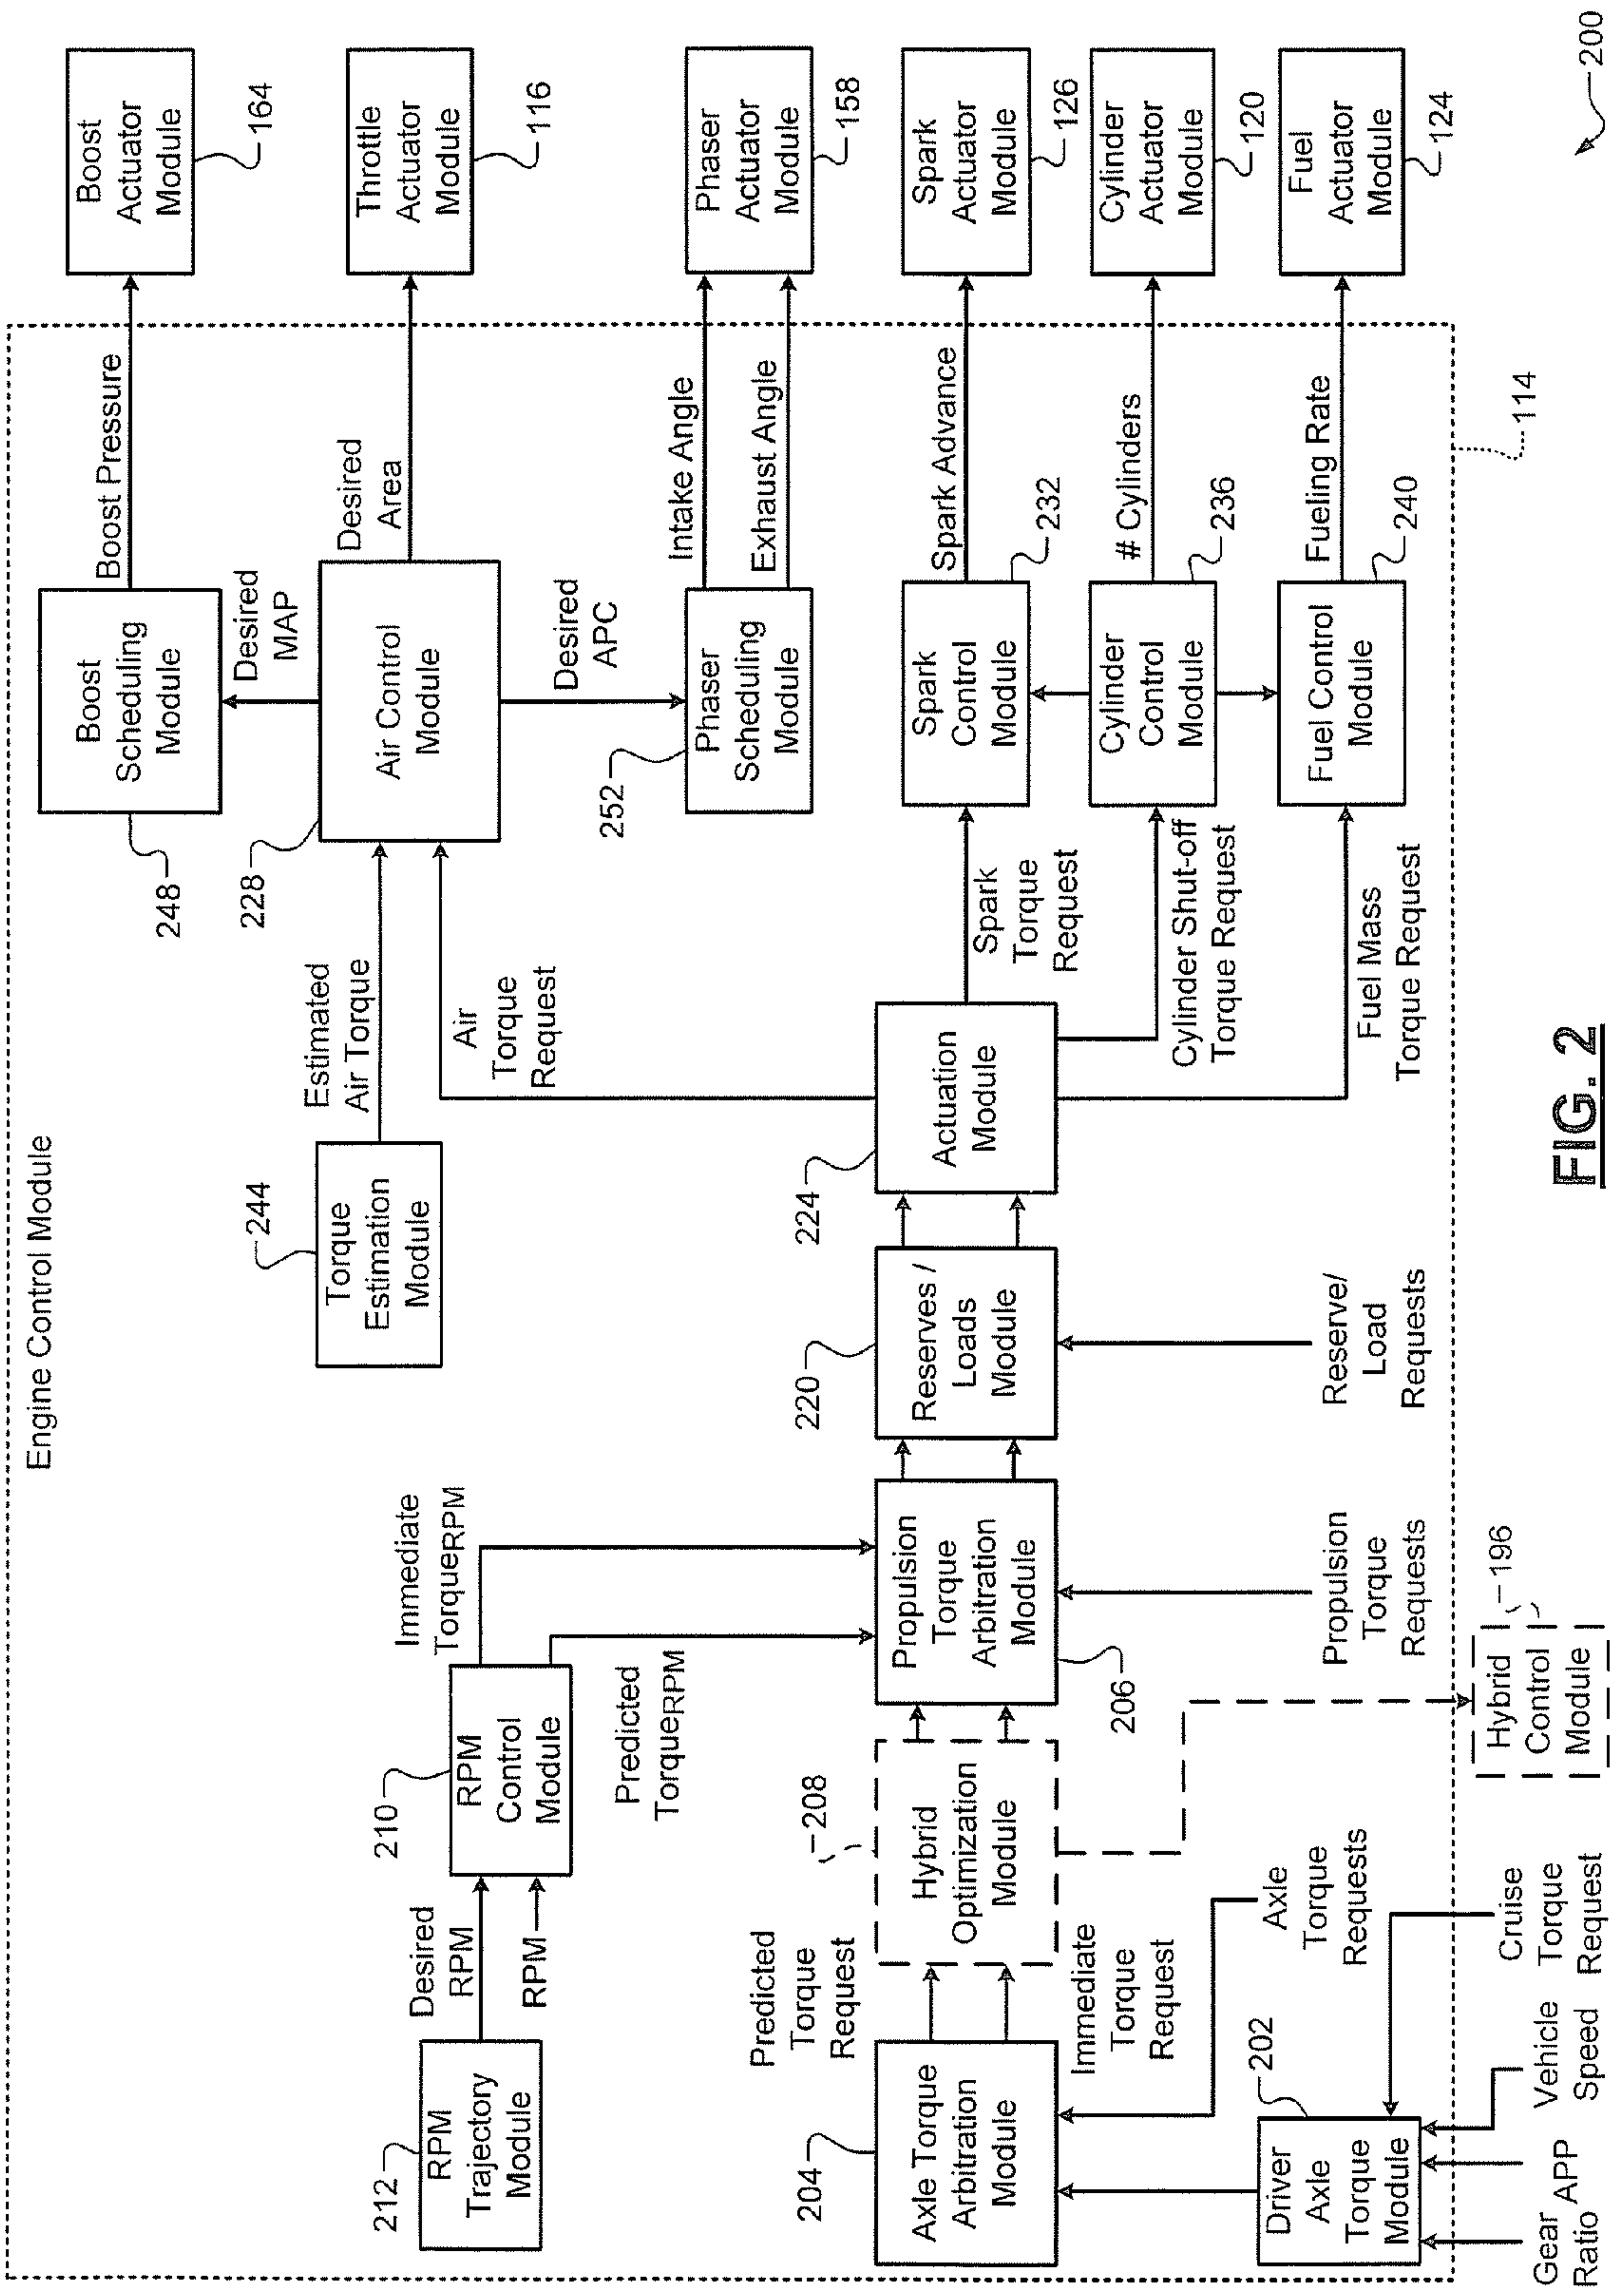 Engine Control Module
212
RPM
Trajectory
Module
Desired
RPM
RPM
210
RPM
Control
Module
Immediate
TorqueRPM
Predicted
TorqueRPM
244
Torque
Estimation
Module
Estimated
Air Torque
Air
Torque
Request
248
Boost
Scheduling
Module
Boost Pressure
Boost
Actuator
Module
164
Desired
MAP
228
Air Control
Module
Desired
Area
Throttle
Actuator
Module
116
Desired
APC
252
Phaser
Scheduling
Module
Intake Angle
Exhaust Angle
Phaser
Actuator
Module
158
204
Axle Torque
Arbitration
Module
Predicted
Torque
Request
Immediate
Torque
Request
208
Hybrid
Optimization
Module
Propulsion
Torque
Arbitration
Module
206
220
Reserves /
Loads
Module
224
Actuation
Module
Spark
Torque
Request
Spark
Control
Module
232
Spark Advance
Spark
Actuator
Module
126
Cylinder Shut-off
Torque Request
Cylinder
Control
Module
236
# Cylinders
Cylinder
Actuator
Module
120
Fuel Mass
Torque Request
Fuel Control
Module
240
Fueling Rate
Fuel
Actuator
Module
124
Driver
Axle
Torque
Module
202
Axle
Torque
Requests
Propulsion
Torque
Requests
Reserve/
Load
Requests
114
Gear
Ratio
APP
Vehicle
Speed
Cruise
Torque
Request
Hybrid
Control
Module
196
FIG. 2
200